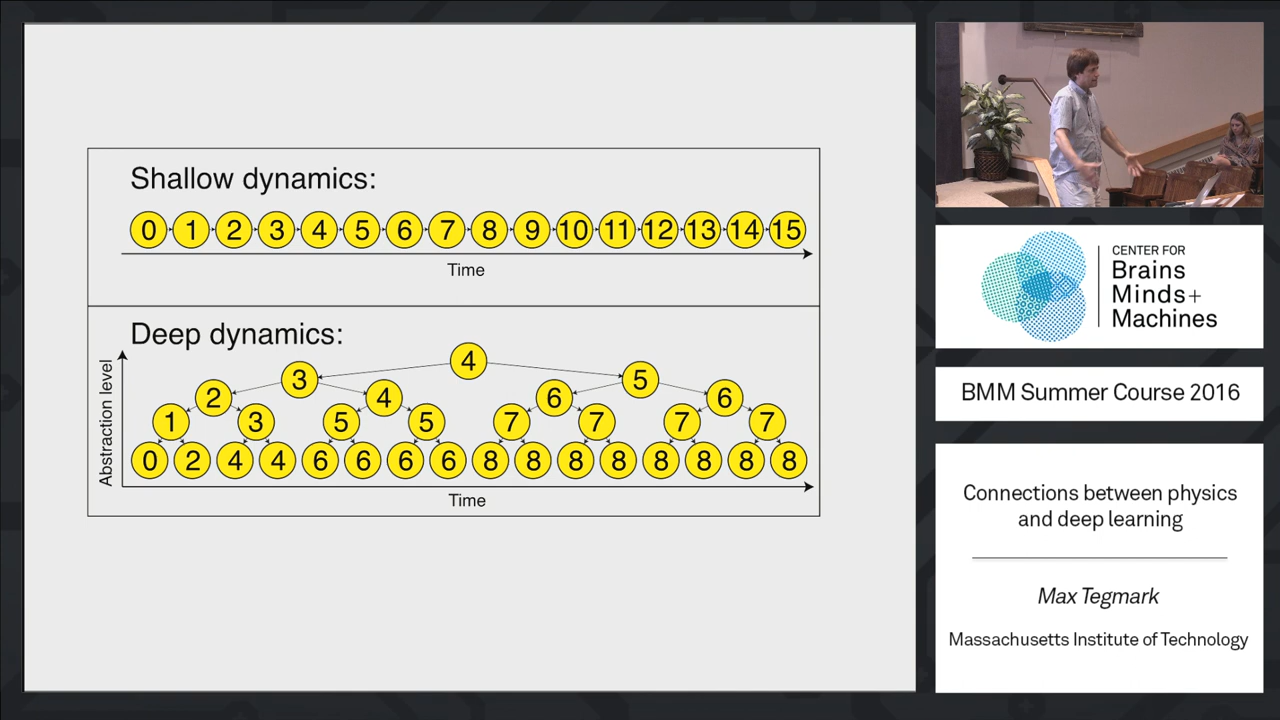 Shallow dynamics:
0 1 2 3 4 5 6 7 8 9 10 11 12 13 14 15
Time
Deep dynamics:
Abstraction level
4
3 5
2 4 6 6
1 3 5 5 7 7 7 7
0 2 4 4 6 6 6 6 8 8 8 8 8 8 8 8
Time
CENTER FOR
Brains
Minds+
Machines
BMM Summer Course 2016
Connections between physics
and deep learning
Max Tegmark
Massachusetts Institute of Technology